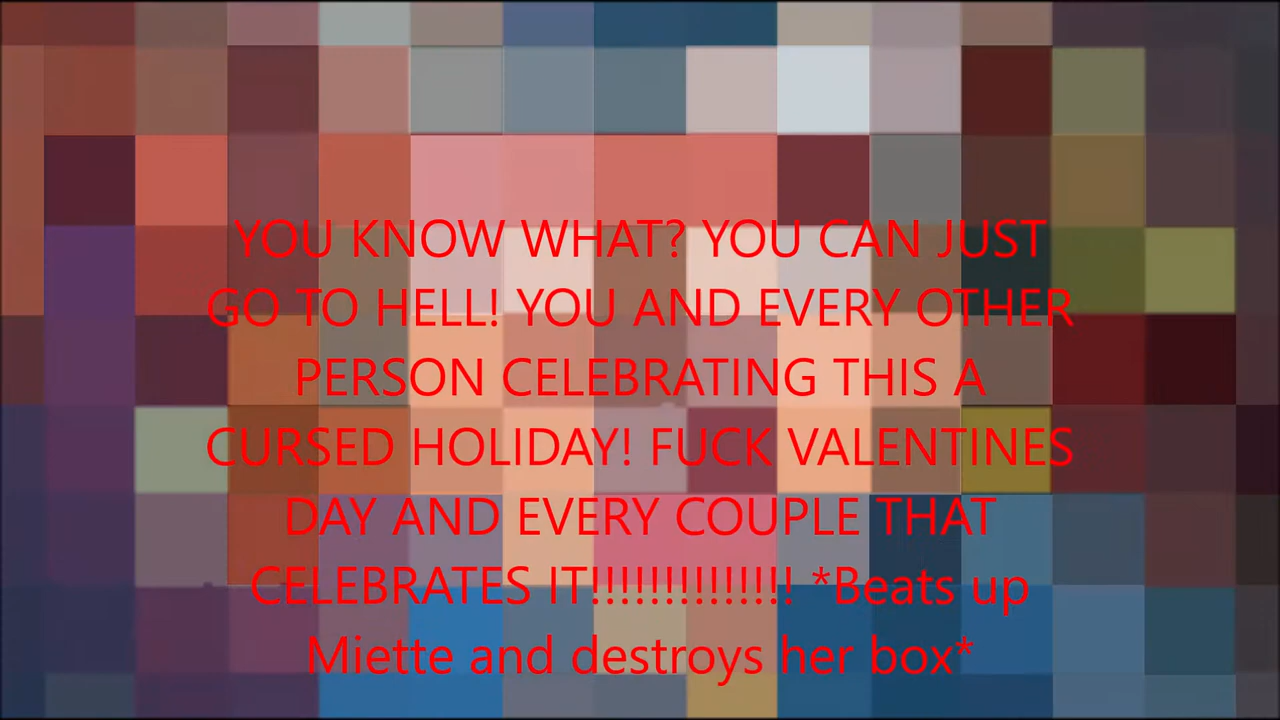 YOU KNOW WHAT? YOU CAN JUST
GO TO HELL! YOU AND EVERY OTHER
PERSON CELEBRATING THIS A
CURSED HOLIDAY! FUCK VALENTINES
DAY AND EVERY COUPLE THAT
CELEBRATES IT!!!!!!!!!!!!!! *Beats up
Miette and destroys her box*